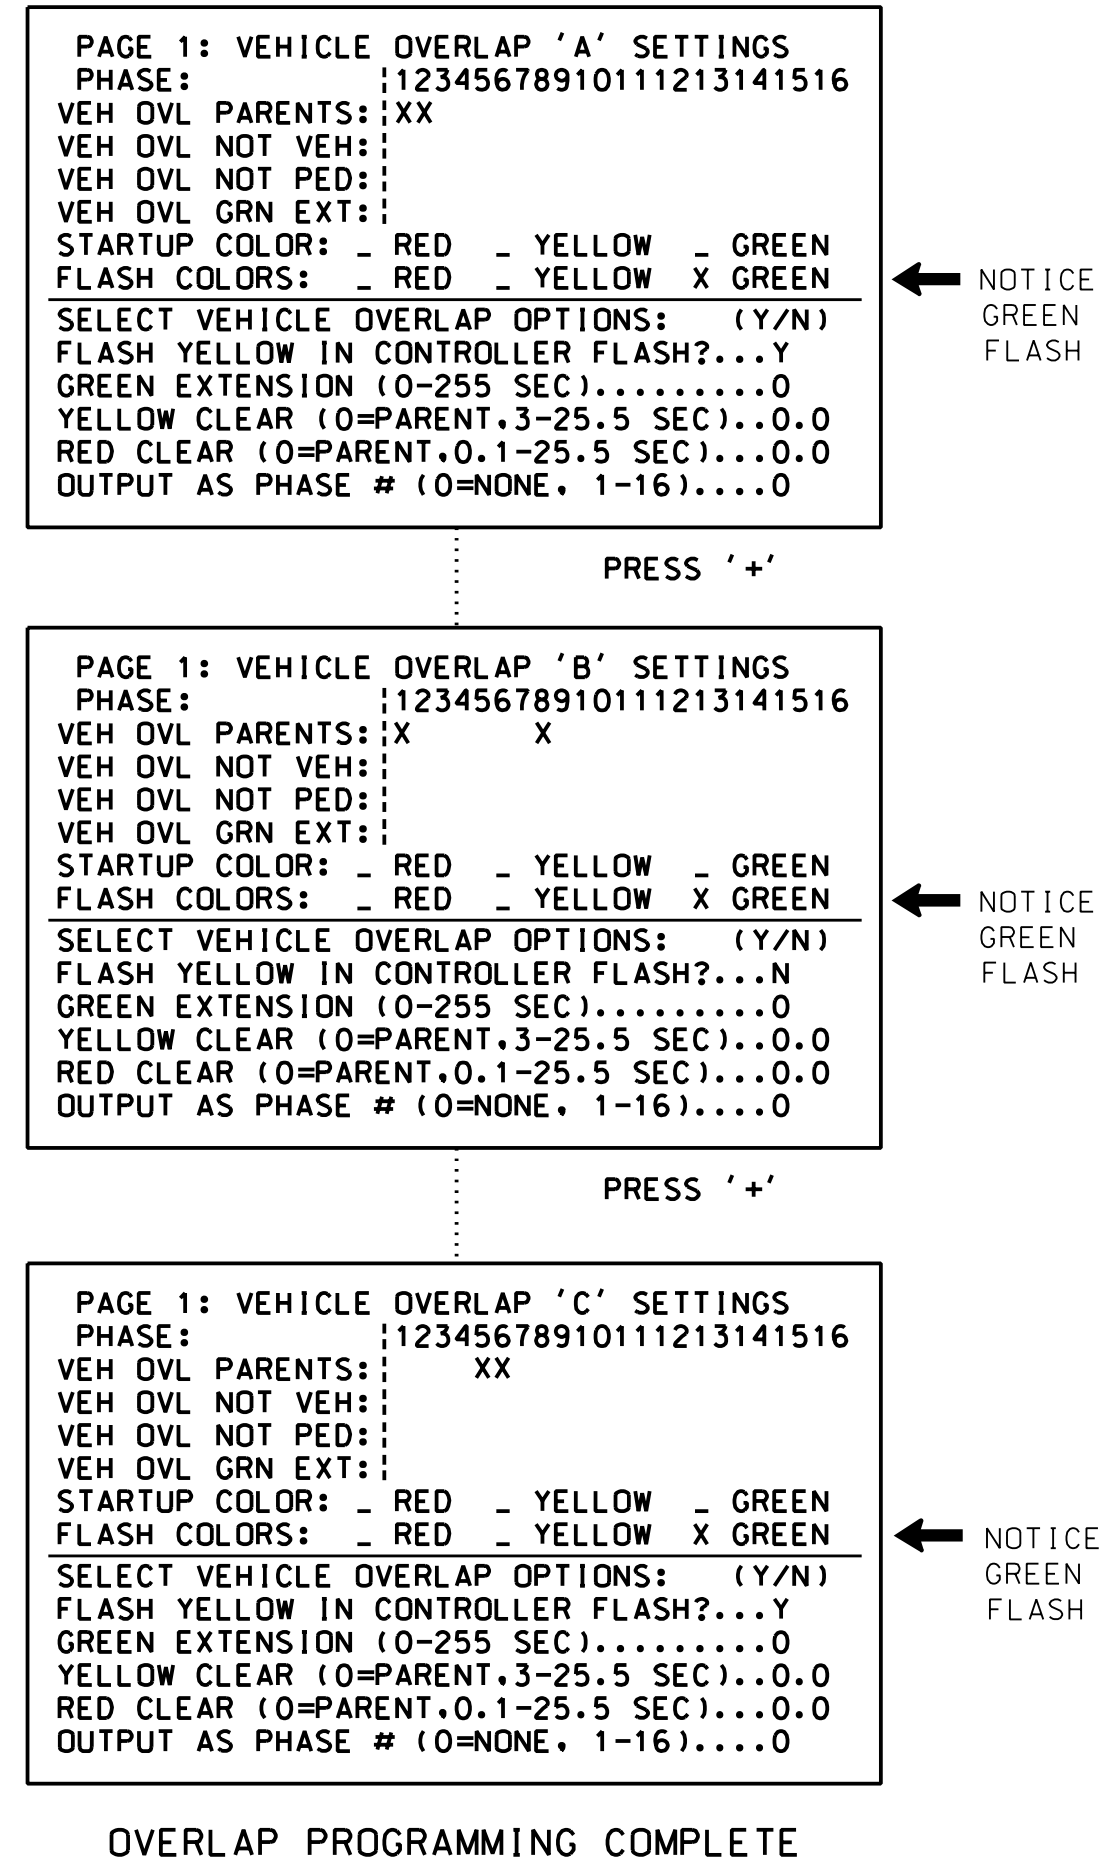 PAGE 1: VEHICLE OVERLAP 'A' SETTINGS
PHASE: ¦12345678910111213141516
VEH OVL PARENTS:¦XX
VEH OVL NOT VEH:¦
VEH OVL NOT PED:¦
VEH OVL GRN EXT:¦
STARTUP COLOR: _ RED _ YELLOW _ GREEN
FLASH COLORS: _ RED _ YELLOW X GREEN
NOTICE
GREEN
FLASH
SELECT VEHICLE OVERLAP OPTIONS: (Y/N)
FLASH YELLOW IN CONTROLLER FLASH?...Y
GREEN EXTENSION (0-255 SEC).........0
YELLOW CLEAR (0=PARENT,3-25.5 SEC)..0.0
RED CLEAR (0=PARENT,0.1-25.5 SEC)...0.0
OUTPUT AS PHASE # (0=NONE, 1-16)....0
PRESS '+'
PAGE 1: VEHICLE OVERLAP 'B' SETTINGS
PHASE: ¦12345678910111213141516
VEH OVL PARENTS:¦X X
VEH OVL NOT VEH:¦
VEH OVL NOT PED:¦
VEH OVL GRN EXT:¦
STARTUP COLOR: _ RED _ YELLOW _ GREEN
FLASH COLORS: _ RED _ YELLOW X GREEN
NOTICE
GREEN
FLASH
SELECT VEHICLE OVERLAP OPTIONS: (Y/N)
FLASH YELLOW IN CONTROLLER FLASH?...N
GREEN EXTENSION (0-255 SEC).........0
YELLOW CLEAR (0=PARENT,3-25.5 SEC)..0.0
RED CLEAR (0=PARENT,0.1-25.5 SEC)...0.0
OUTPUT AS PHASE # (0=NONE, 1-16)....0
PRESS '+'
PAGE 1: VEHICLE OVERLAP 'C' SETTINGS
PHASE: ¦12345678910111213141516
VEH OVL PARENTS:¦ XX
VEH OVL NOT VEH:¦
VEH OVL NOT PED:¦
VEH OVL GRN EXT:¦
STARTUP COLOR: _ RED _ YELLOW _ GREEN
FLASH COLORS: _ RED _ YELLOW X GREEN
NOTICE
GREEN
FLASH
SELECT VEHICLE OVERLAP OPTIONS: (Y/N)
FLASH YELLOW IN CONTROLLER FLASH?...Y
GREEN EXTENSION (0-255 SEC).........0
YELLOW CLEAR (0=PARENT,3-25.5 SEC)..0.0
RED CLEAR (0=PARENT,0.1-25.5 SEC)...0.0
OUTPUT AS PHASE # (0=NONE, 1-16)....0
OVERLAP PROGRAMMING COMPLETE